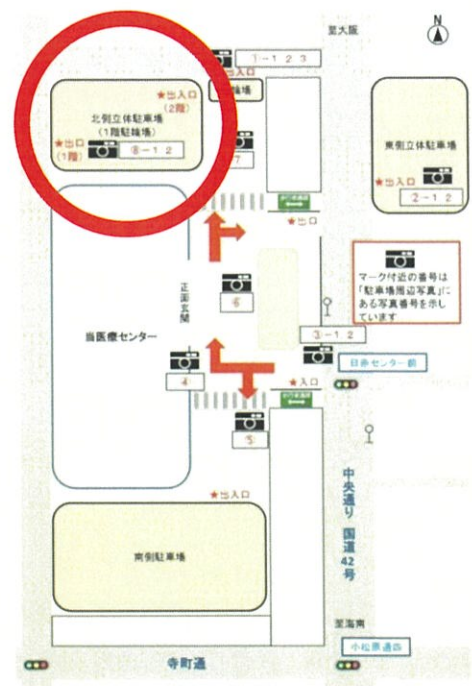 至大阪
N
①-1 2 3
★出入口
輪場
★出入口
(2階)
北側立体駐車場
(1階駐輪場)
★出口
(1階)
⑧-1 2
7
東側立体駐車場
★出入口
②-1 2
★出口
マーク付近の番号は
「駐車場周辺写真」に
ある写真番号を示し
ています
正面玄関
⑥
③-1 2
当医療センター
日赤センター前
④
★入口
⑤
中央通り 国道42号
★出入口
南側駐車場
至海南
小松原通四
寺町通